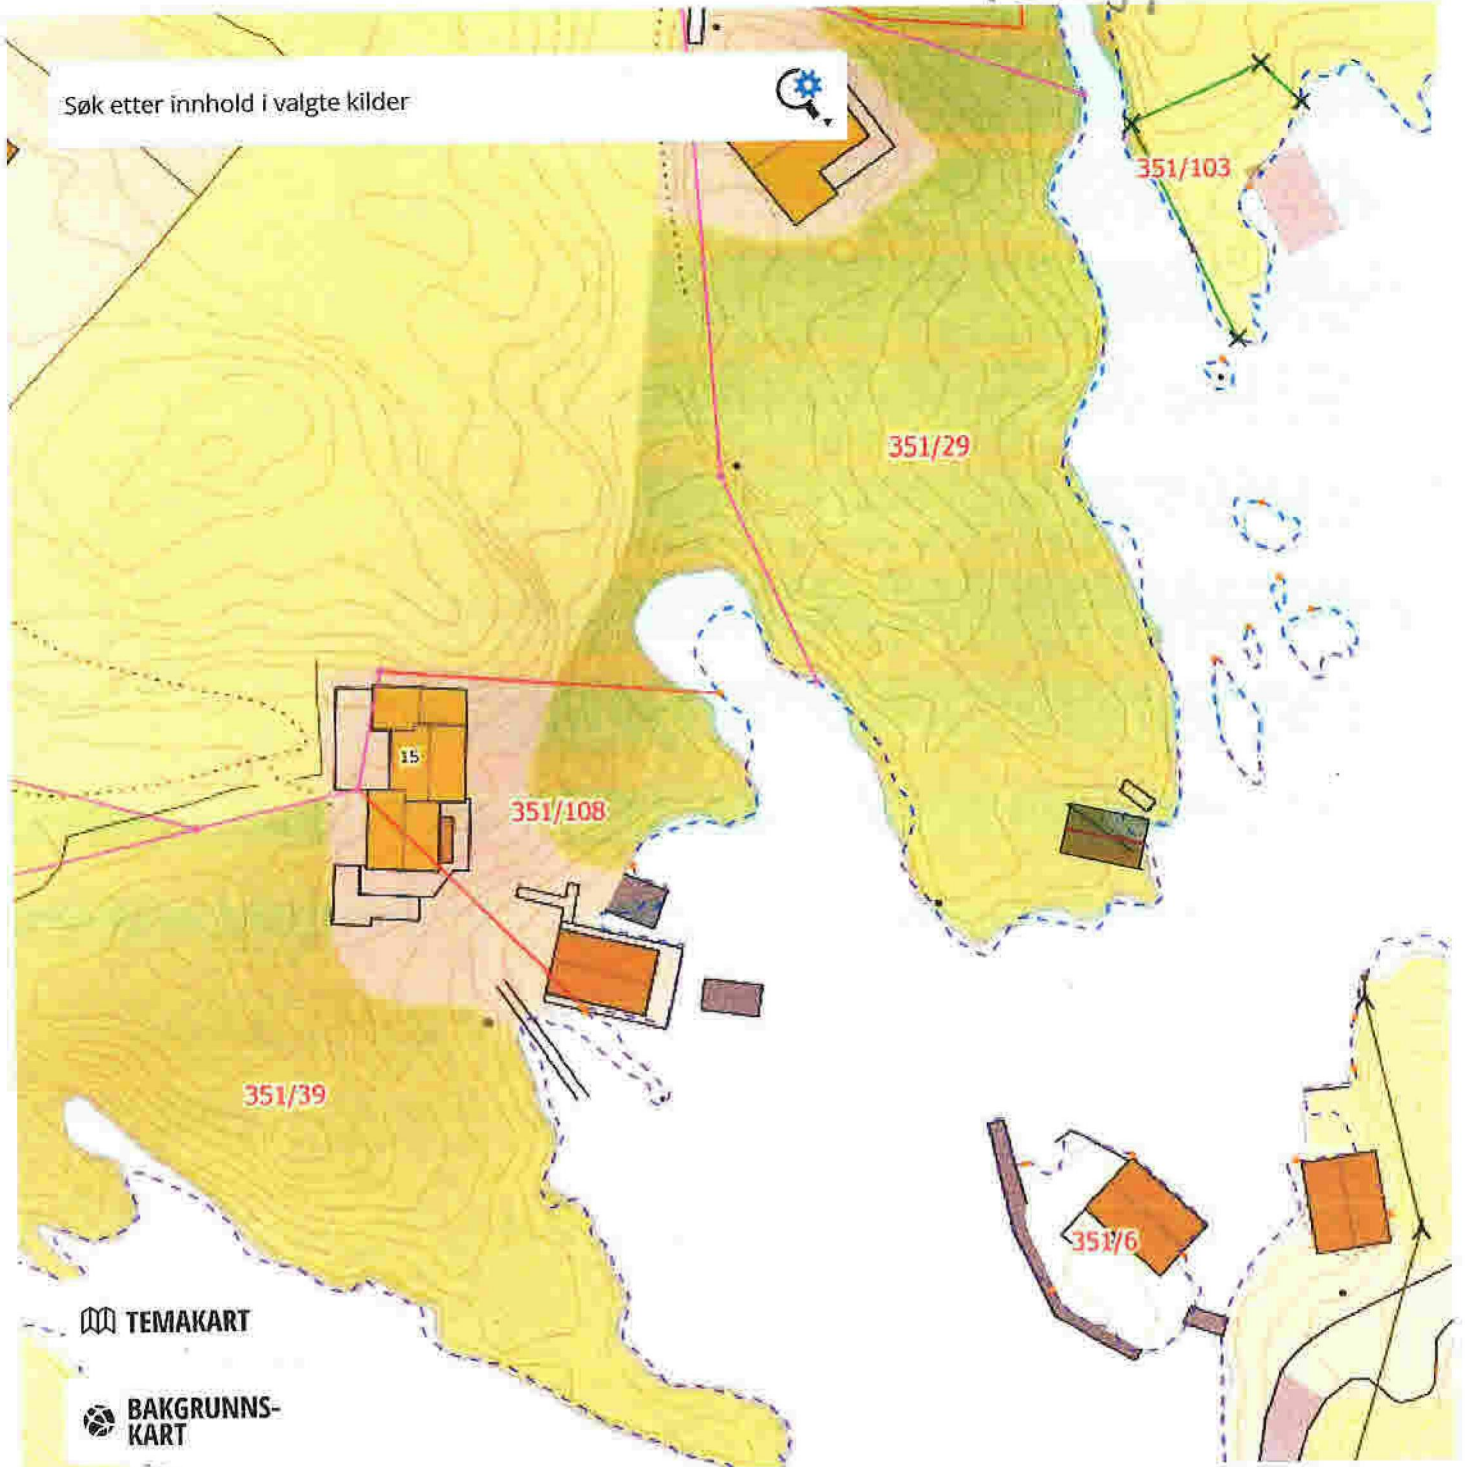 Søk etter innhold i valgte kilder
351/103
351/29
15
351/108
351/39
351/6
TEMAKART
BAKGRUNNS-
KART